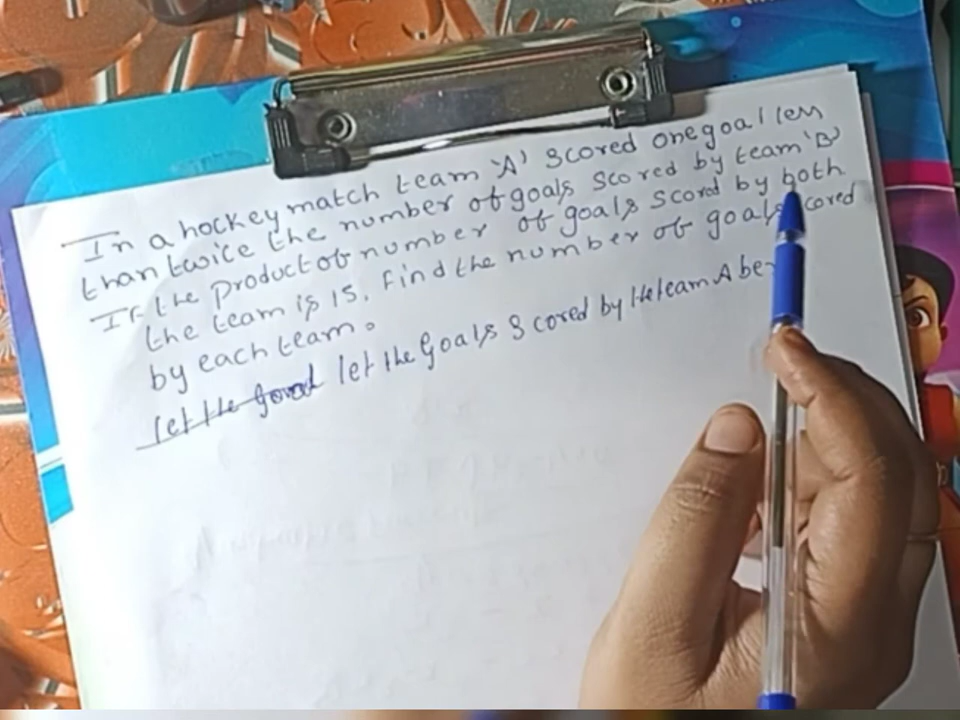 In a hockey match team 'A' scored one goal less
than twice the number of goals scored by team 'B'
If the product of number of goals scord by both
the team is 15. Find the number of goals scored
by each team.
let the let the Goals scored by the team A be